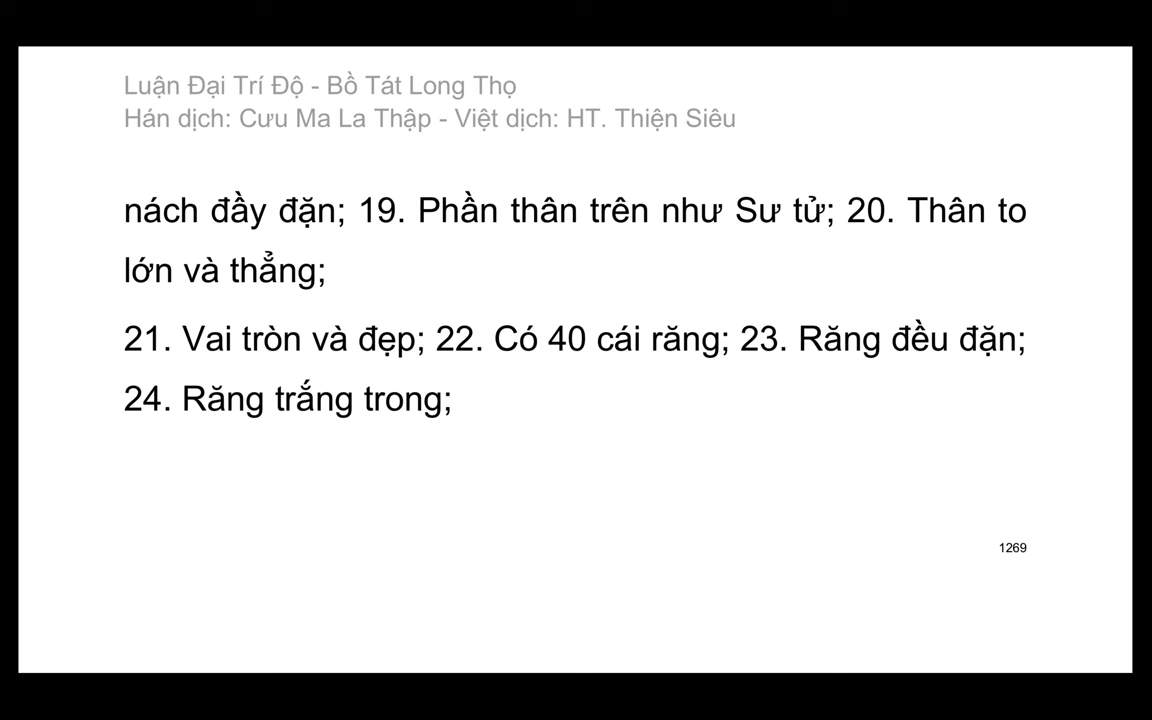 Luận Đại Trí Độ - Bồ Tát Long Thọ
Hán dịch: Cưu Ma La Thập - Việt dịch: HT. Thiện Siêu
nách đầy đặn; 19. Phần thân trên như Sư tử; 20. Thân to
lớn và thẳng;
21. Vai tròn và đẹp; 22. Có 40 cái răng; 23. Răng đều đặn;
24. Răng trắng trong;
1269